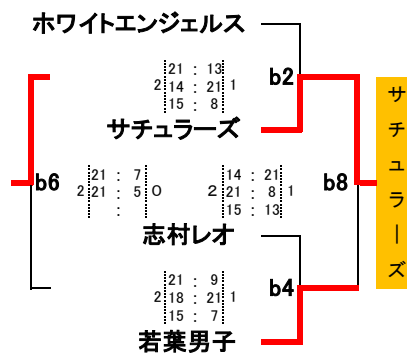 ホワイトエンジェルス
21 : 13
2 14 : 21 1
15 : 8
b2
サチュラーズ
サチュラーズ
b6
21 : 7
2 21 : 5 0
:
14 : 21
2 21 : 8 1
15 : 13
b8
志村レオ
21 : 9
2 18 : 21 1
15 : 7
b4
若葉男子